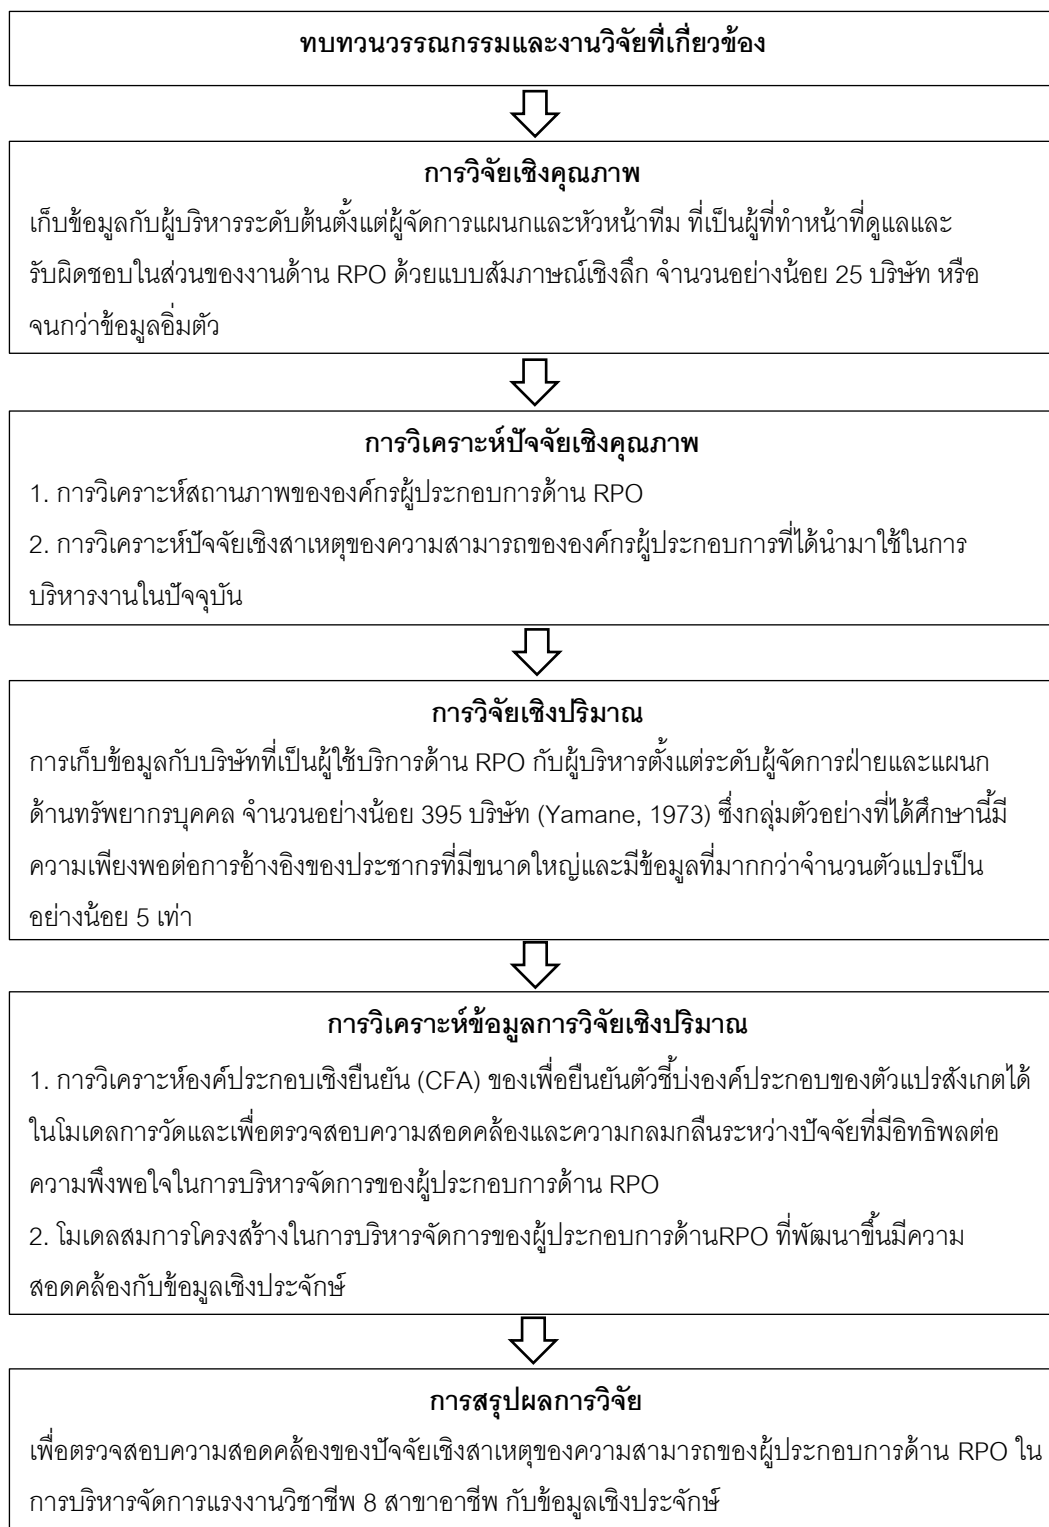 ทบทวนวรรณกรรมและงานวิจัยที่เกี่ยวข้อง
การวิจัยเชิงคุณภาพ
เก็บข้อมูลกับผู้บริหารระดับต้นตั้งแต่ผู้จัดการแผนกและหัวหน้าทีม ที่เป็นผู้ที่ทำหน้าที่ดูแลและ
รับผิดชอบในส่วนของงานด้าน RPO ด้วยแบบสัมภาษณ์เชิงลึก จำนวนอย่างน้อย 25 บริษัท หรือ
จนกว่าข้อมูลอิ่มตัว
การวิเคราะห์ปัจจัยเชิงคุณภาพ
1. การวิเคราะห์สถานภาพขององค์กรผู้ประกอบการด้าน RPO
2. การวิเคราะห์ปัจจัยเชิงสาเหตุของความสามารถขององค์กรผู้ประกอบการที่ได้นำมาใช้ในการ
บริหารงานในปัจจุบัน
การวิจัยเชิงปริมาณ
การเก็บข้อมูลกับบริษัทที่เป็นผู้ใช้บริการด้าน RPO กับผู้บริหารตั้งแต่ระดับผู้จัดการฝ่ายและแผนก
ด้านทรัพยากรบุคคล จำนวนอย่างน้อย 395 บริษัท (Yamane, 1973) ซึ่งกลุ่มตัวอย่างที่ได้ศึกษานี้มี
ความเพียงพอต่อการอ้างอิงของประชากรที่มีขนาดใหญ่และมีข้อมูลที่มากกว่าจำนวนตัวแปรเป็น
อย่างน้อย 5 เท่า
การวิเคราะห์ข้อมูลการวิจัยเชิงปริมาณ
1. การวิเคราะห์องค์ประกอบเชิงยืนยัน (CFA) ของเพื่อยืนยันตัวชี้บ่งองค์ประกอบของตัวแปรสังเกตได้
ในโมเดลการวัดและเพื่อตรวจสอบความสอดคล้องและความกลมกลืนระหว่างปัจจัยที่มีอิทธิพลต่อ
ความพึงพอใจในการบริหารจัดการของผู้ประกอบการด้าน RPO
2. โมเดลสมการโครงสร้างในการบริหารจัดการของผู้ประกอบการด้านRPO ที่พัฒนาขึ้นมีความ
สอดคล้องกับข้อมูลเชิงประจักษ์
การสรุปผลการวิจัย
เพื่อตรวจสอบความสอดคล้องของปัจจัยเชิงสาเหตุของความสามารถของผู้ประกอบการด้าน RPO ใน
การบริหารจัดการแรงงานวิชาชีพ 8 สาขาอาชีพ กับข้อมูลเชิงประจักษ์